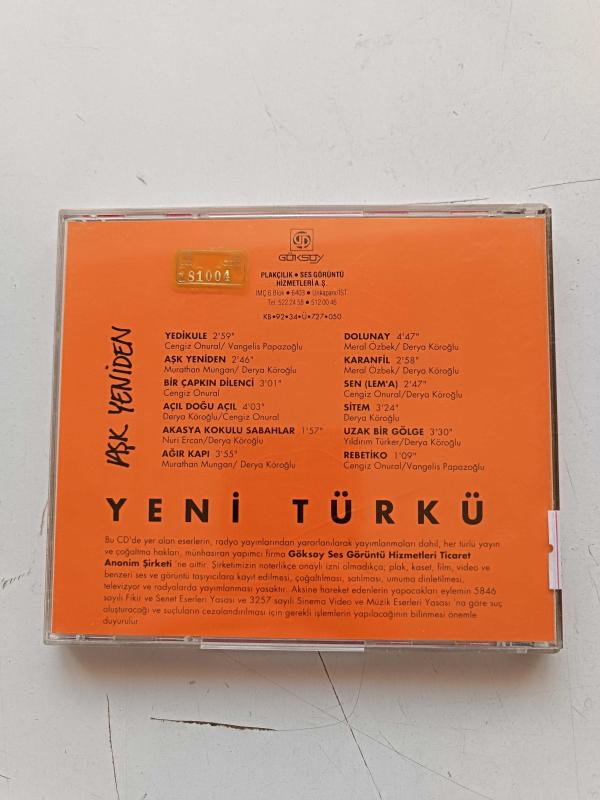 GÖKSOY
PLAKÇILIK • SES GÖRÜNTÜ
HİZMETLERİ A.Ş.
İMÇ 6 Blok • 6403 • Unkapanı/İST.
Tel: 522 24 58 • 512 00 46
KB•92•34•Ü•727•050
81004
AŞK YENİDEN
YEDİKULE 2'59"
Cengiz Onural/ Vangelis Papazoğlu
AŞK YENİDEN 2'46"
Murathan Mungan/ Derya Köroğlu
BİR ÇAPKIN DİLENCİ 3'01"
Cengiz Onural
AÇIL DOĞU AÇIL 4'03"
Derya Köroğlu/Cengiz Onural
AKASYA KOKULU SABAHLAR 1'57"
Nuri Ercan/Derya Köroğlu
AĞIR KAPI 3'55"
Murathan Mungan/ Derya Köroğlu
DOLUNAY 4'47"
Meral Özbek/ Derya Köroğlu
KARANFİL 2'58"
Meral Özbek/ Derya Köroğlu
SEN (LEM'A) 2'47"
Cengiz Onural/Derya Köroğlu
SİTEM 3'24"
Derya Köroğlu
UZAK BİR GÖLGE 3'30"
Yıldırım Türker/Derya Köroğlu
REBETİKO 1'09"
Cengiz Onural/Vangelis Papazoğlu
YENİ TÜRKÜ
Bu CD'de yer alan eserlerin, radyo yayınlarından yararlanılarak yayımlanmaları dahil, her türlü yayın
ve çoğaltma hakları, münhasıran yapımcı firma Göksoy Ses Görüntü Hizmetleri Ticaret
Anonim Şirketi 'ne aittir. Şirketimizin noterlikçe onaylı izni olmadıkça; plak, kaset, film, video ve
benzeri ses ve görüntü taşıyıcılara kayıt edilmesi, çoğaltılması, satılması, umuma dinletilmesi,
televizyon ve radyolarda yayımlanması yasaktır. Aksine hareket edenlerin yapacakları eylemin 5846
sayılı Fikir ve Sanat Eserleri Yasası ve 3257 sayılı Sinema Video ve Müzik Eserleri Yasası 'na göre suç
oluşturacağı ve suçluların cezalandırılması için gerekli işlemlerin yapılacağının bilinmesi önemle
duyurulur.